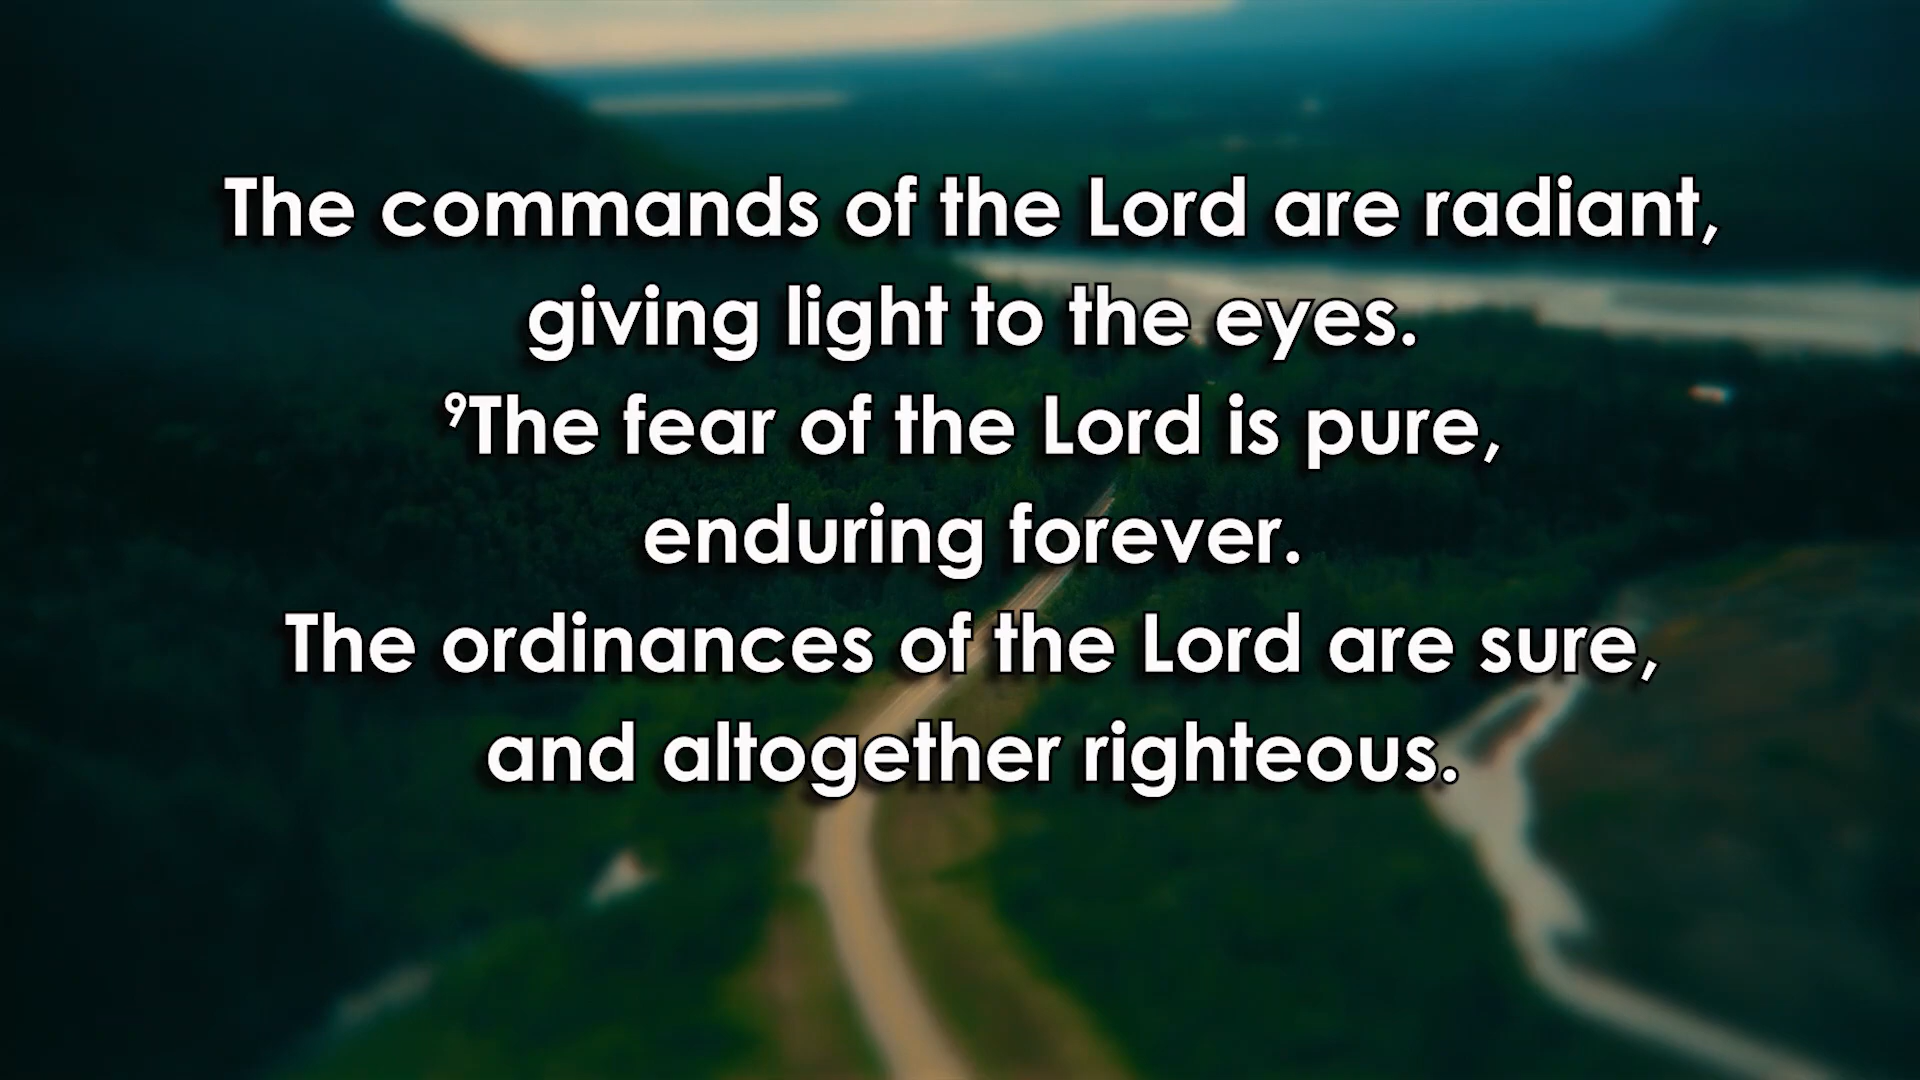 The commands of the Lord are radiant,
giving light to the eyes.
⁹The fear of the Lord is pure,
enduring forever.
The ordinances of the Lord are sure,
and altogether righteous.